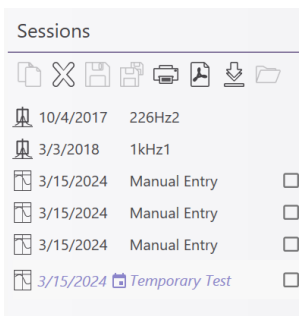 Sessions
10/4/2017 226Hz2
3/3/2018 1kHz1
3/15/2024 Manual Entry
3/15/2024 Manual Entry
3/15/2024 Manual Entry
3/15/2024 Temporary Test